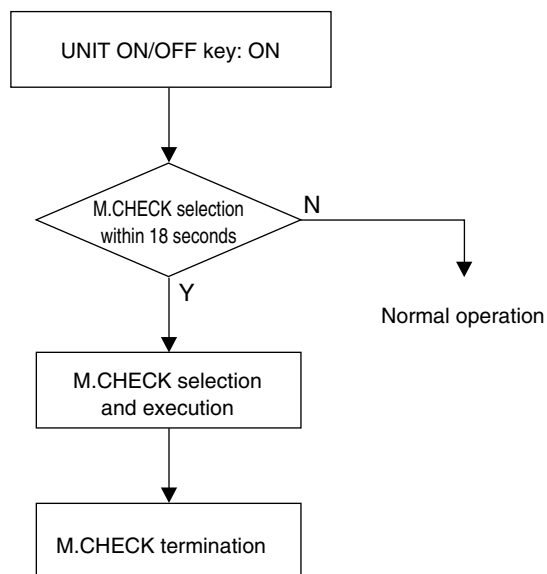 UNIT ON/OFF key: ON
M.CHECK selection
within 18 seconds
N
Y
Normal operation
M.CHECK selection
and execution
M.CHECK termination